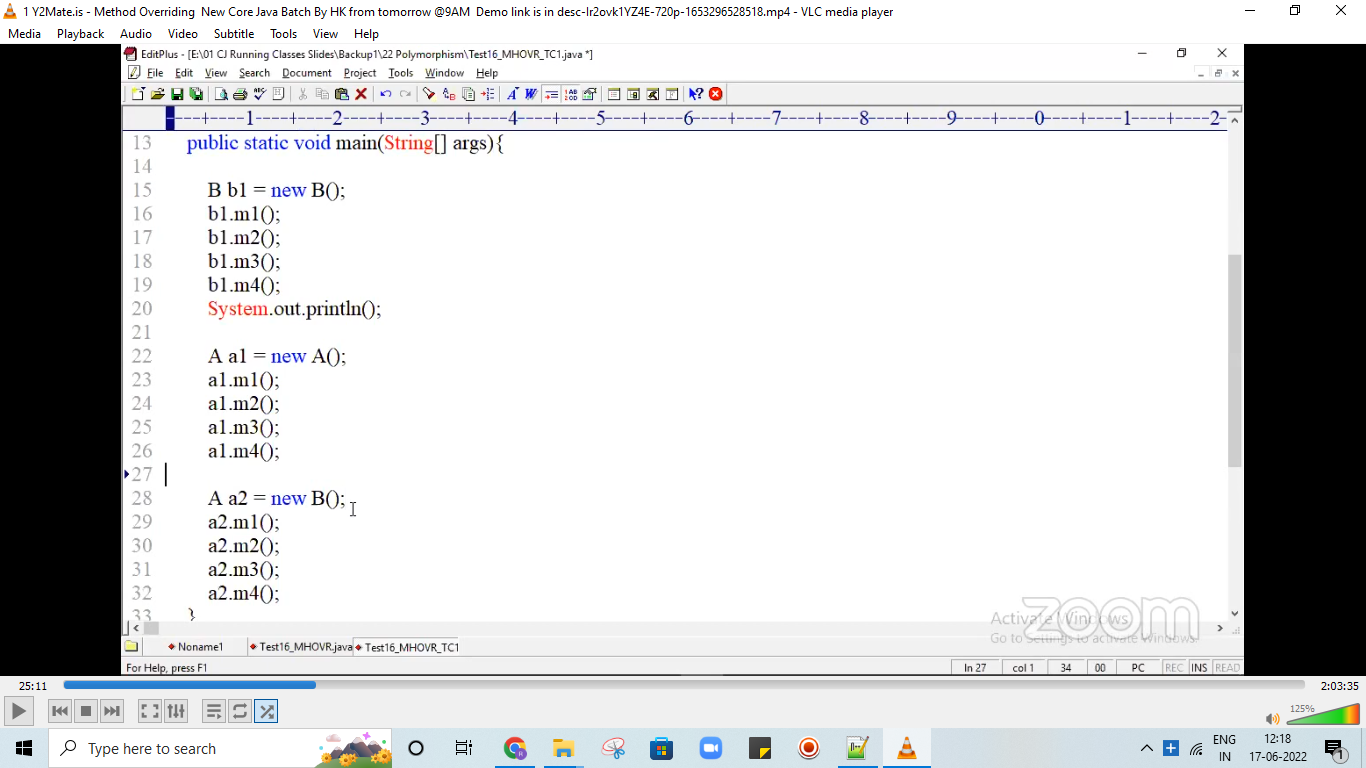 1 Y2Mate.is - Method Overriding  New Core Java Batch By HK from tomorrow @9AM  Demo link is in desc-Ir2ovk1YZ4E-720p-1653296528518.mp4 - VLC media player
Media Playback Audio Video Subtitle Tools View Help
EditPlus - [E:\01 CJ Running Classes Slides\Backup1\22 Polymorphism\Test16_MHOVR_TC1.java *]
File Edit View Search Document Project Tools Window Help
----+----1----+----2----+----3----+----4----+----5----+----6----+----7----+----8----+----9----+----0----+----1----+----2-
13 public static void main(String[] args){
14
15 B b1 = new B();
16 b1.m1();
17 b1.m2();
18 b1.m3();
19 b1.m4();
20 System.out.println();
21
22 A a1 = new A();
23 a1.m1();
24 a1.m2();
25 a1.m3();
26 a1.m4();
27
28 A a2 = new B();
29 a2.m1();
30 a2.m2();
31 a2.m3();
32 a2.m4();
33 }
zoom
Activate Windows
Go to Settings to activate Windows.
Noname1 Test16_MHOVR.java Test16_MHOVR_TC1
For Help, press F1 ln 27 col 1 34 00 PC REC INS READ
25:11 2:03:35
125%
Type here to search
ENG
IN
12:18
17-06-2022
1